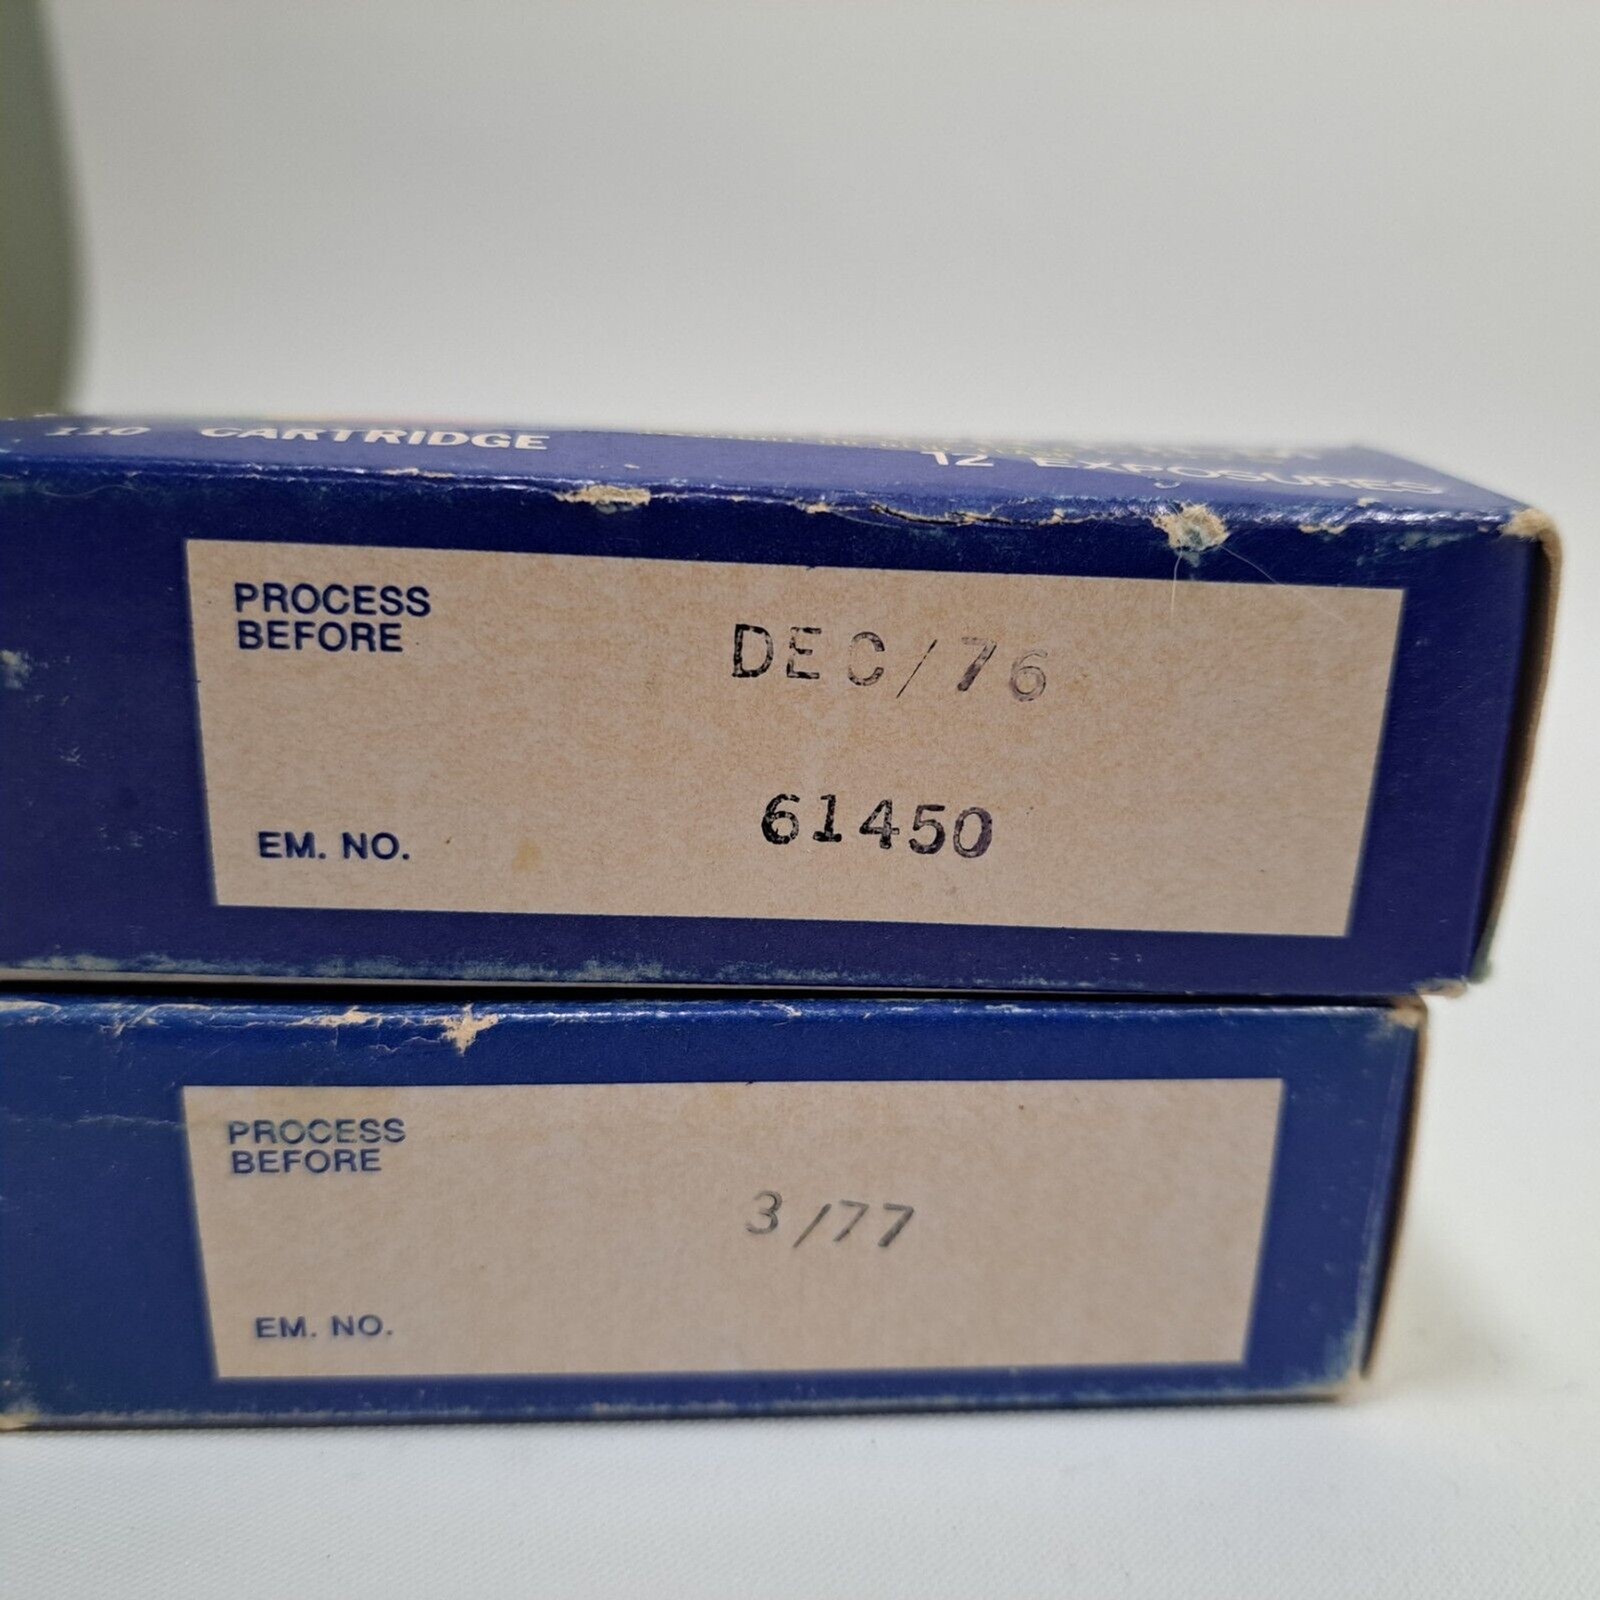 110 CARTRIDGE
12 EXPOSURES
PROCESS
BEFORE
DEC/76
EM. NO.
61450
PROCESS
BEFORE
3/77
EM. NO.